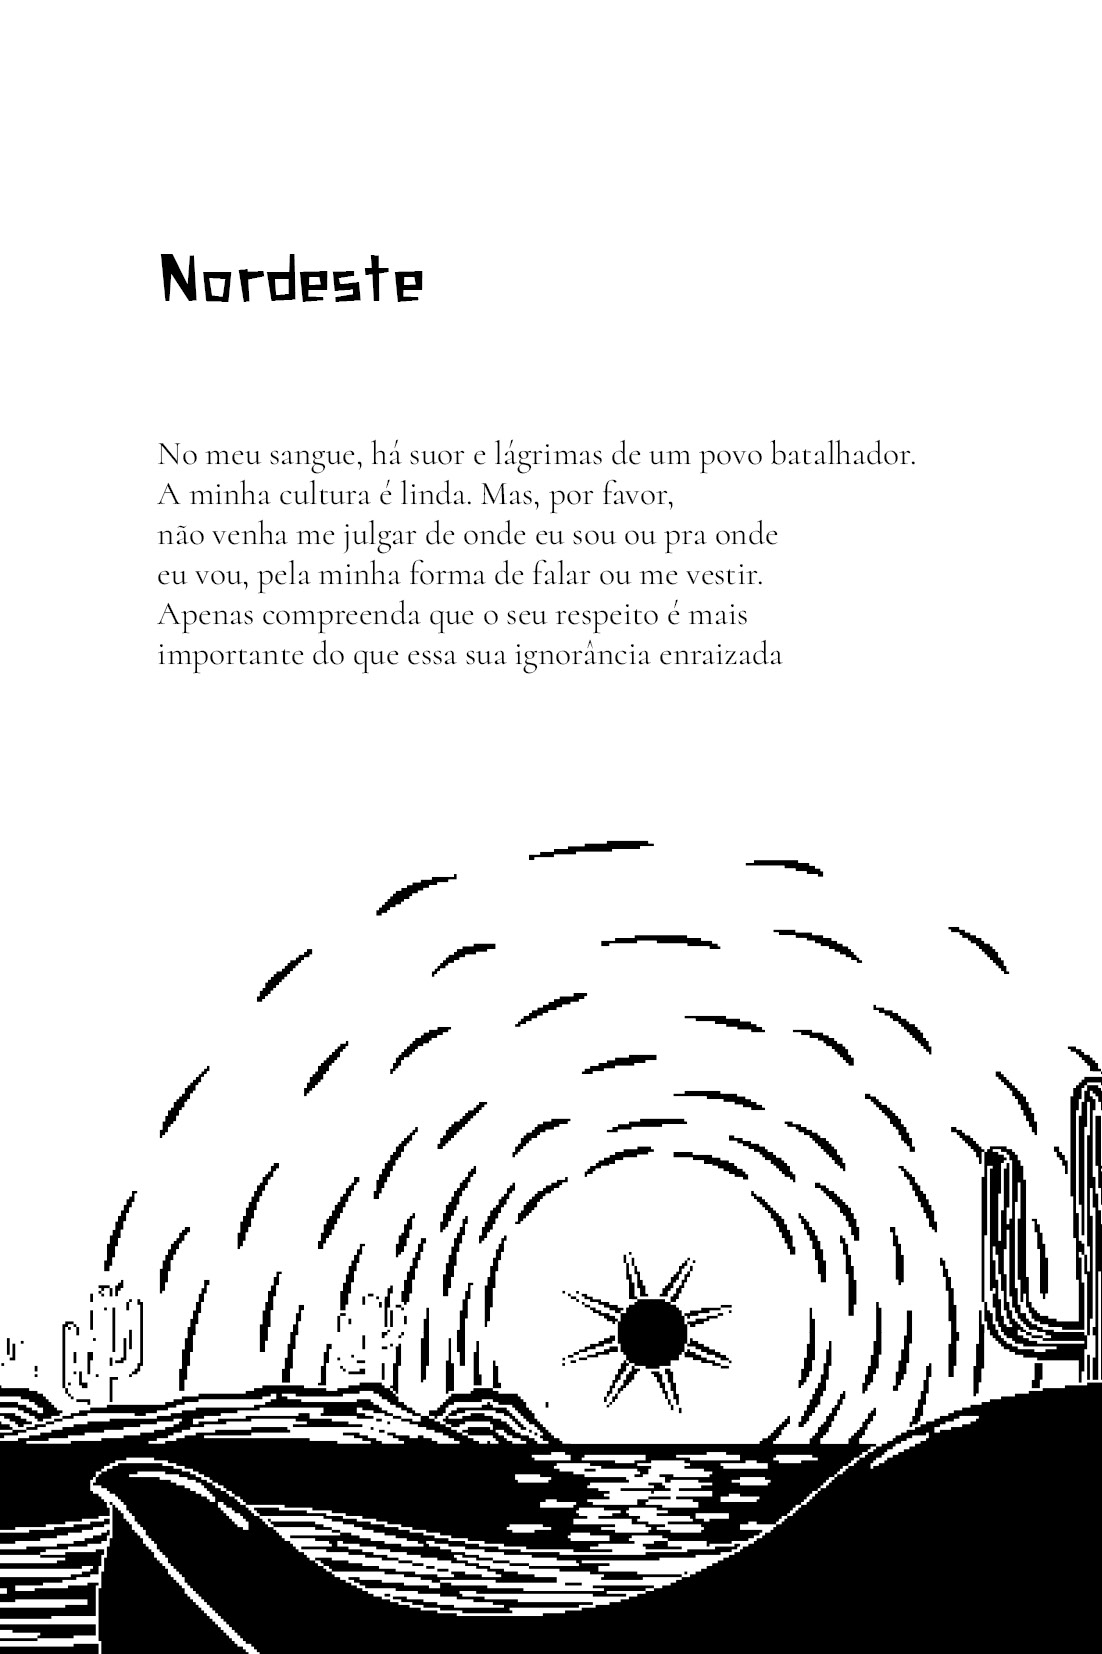 Nordeste
No meu sangue, há suor e lágrimas de um povo batalhador.
A minha cultura é linda. Mas, por favor,
não venha me julgar de onde eu sou ou pra onde
eu vou, pela minha forma de falar ou me vestir.
Apenas compreenda que o seu respeito é mais
importante do que essa sua ignorância enraizada